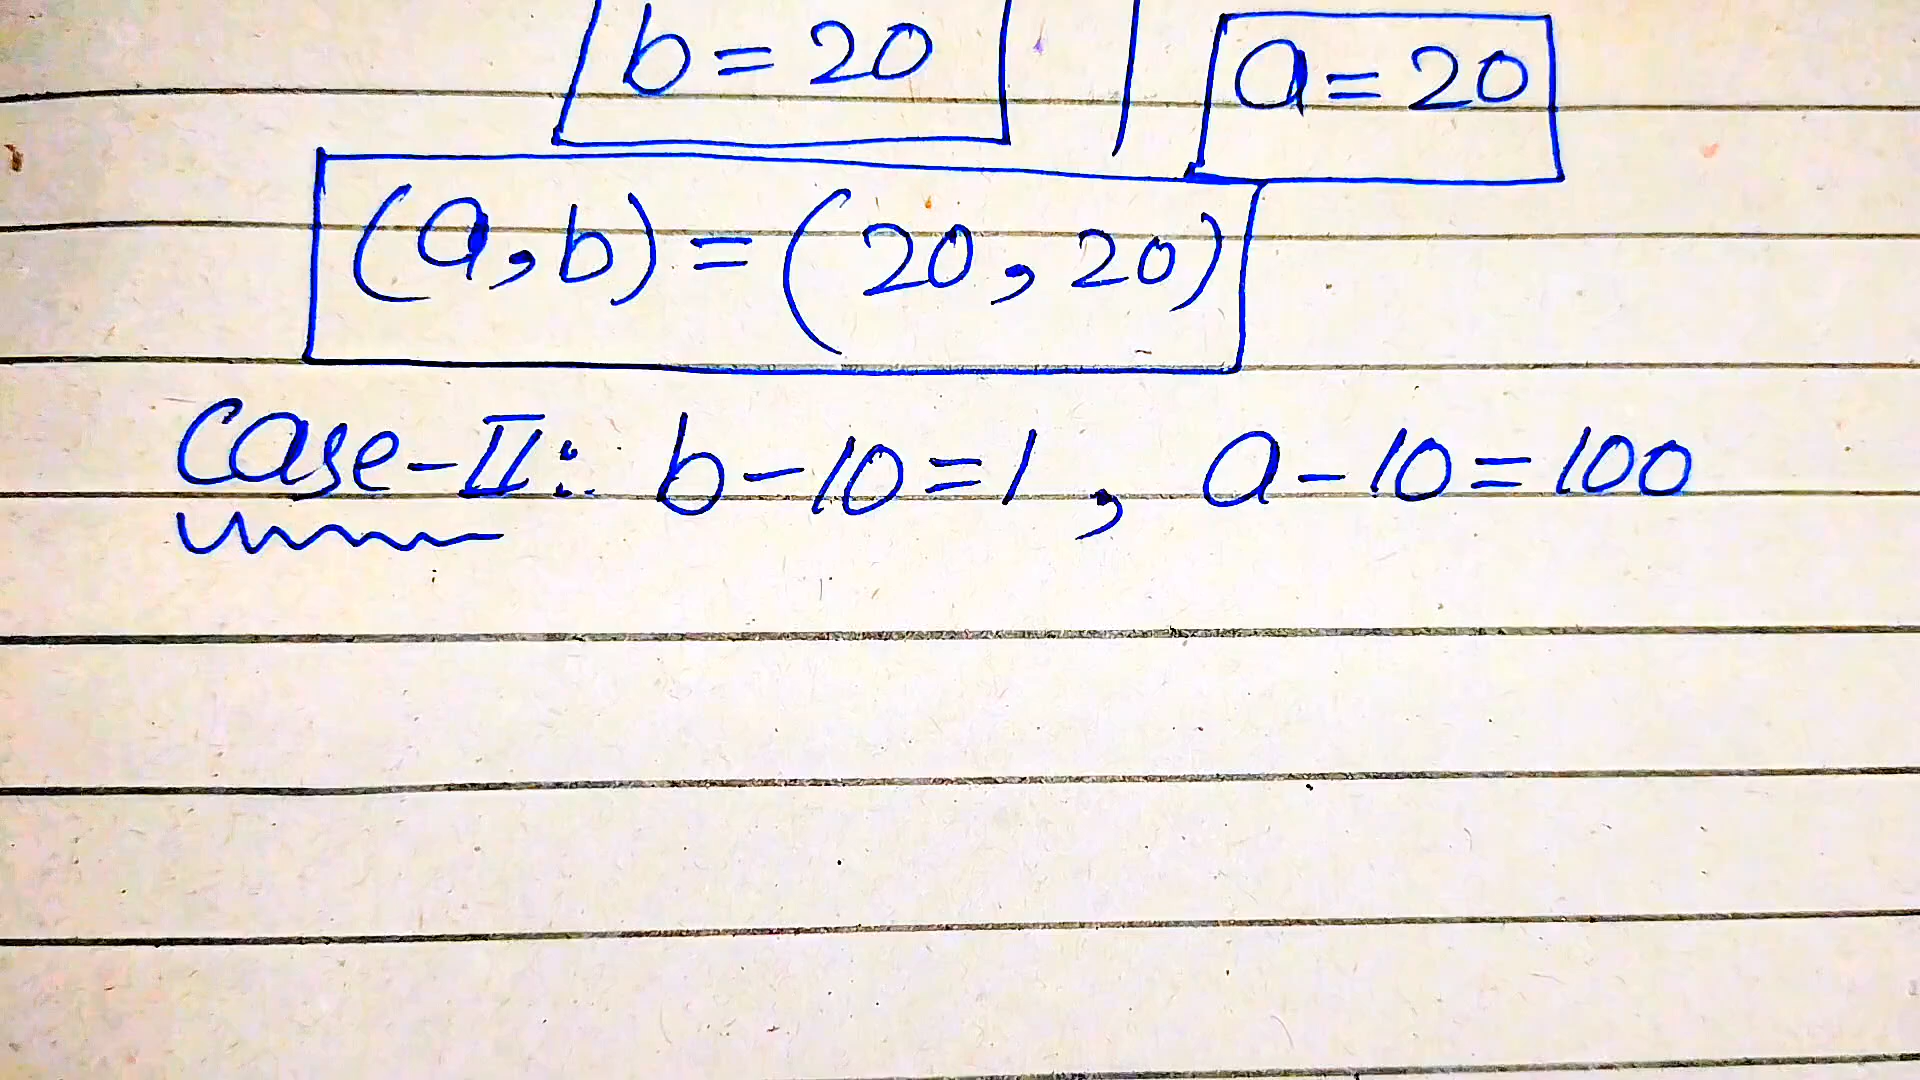 b = 20 | a = 20
(a, b) = (20, 20)
Case-II: b - 10 = 1, a - 10 = 100